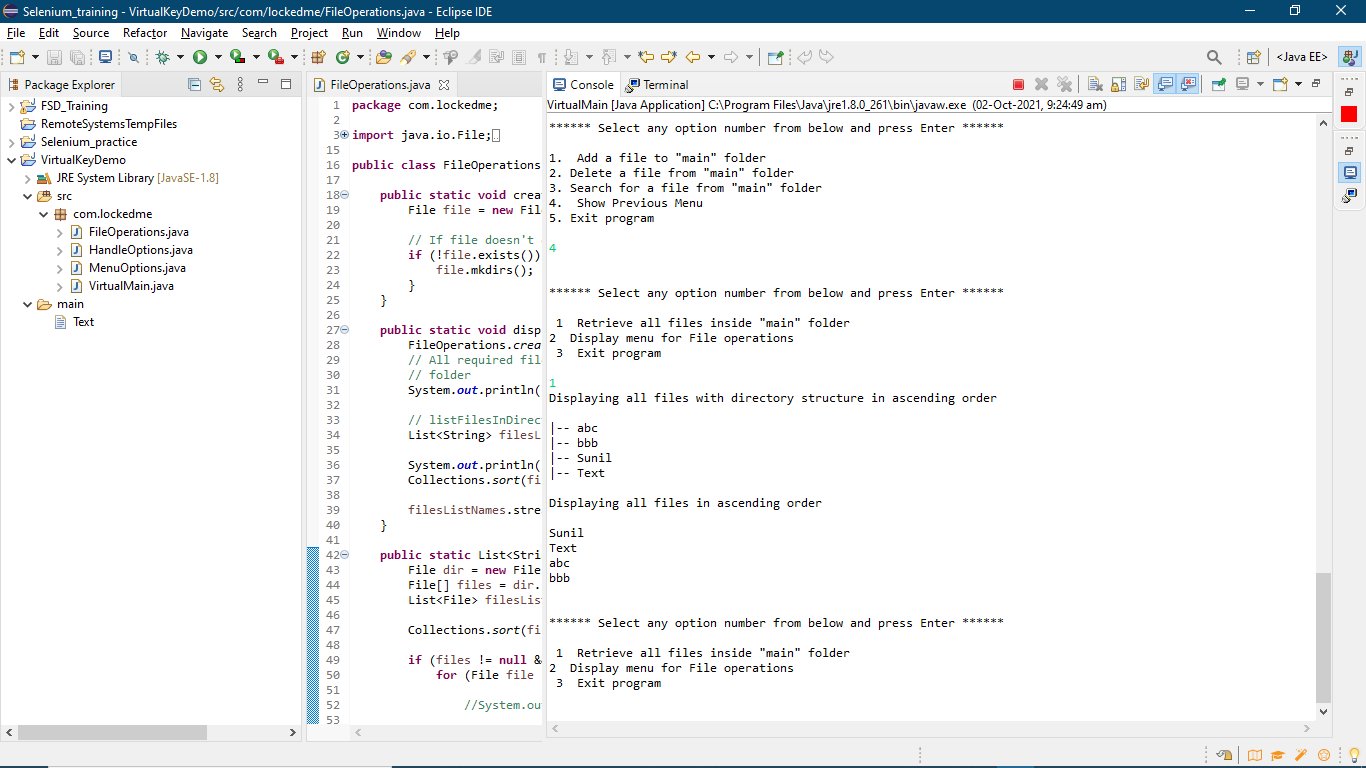 Selenium_training - VirtualKeyDemo/src/com/lockedme/FileOperations.java - Eclipse IDE
File Edit Source Refactor Navigate Search Project Run Window Help
<Java EE>
Package Explorer
FSD_Training
RemoteSystemsTempFiles
Selenium_practice
VirtualKeyDemo
JRE System Library [JavaSE-1.8]
src
com.lockedme
FileOperations.java
HandleOptions.java
MenuOptions.java
VirtualMain.java
main
Text
FileOperations.java
1 package com.lockedme;
2
3 import java.io.File;
15
16 public class FileOperations
17
18 public static void crea
19 File file = new Fil
20
21 // If file doesn't
22 if (!file.exists())
23 file.mkdirs();
24 }
25 }
26
27 public static void disp
28 FileOperations.crea
29 // All required fil
30 // folder
31 System.out.println(
32
33 // listFilesInDirec
34 List<String> filesL
35
36 System.out.println(
37 Collections.sort(fi
38
39 filesListNames.stre
40 }
41
42 public static List<Stri
43 File dir = new File
44 File[] files = dir.
45 List<File> filesLis
46
47 Collections.sort(fi
48
49 if (files != null &
50 for (File file
51
52 //System.ou
53
Console Terminal
VirtualMain [Java Application] C:\Program Files\Java\jre1.8.0_261\bin\javaw.exe (02-Oct-2021, 9:24:49 am)
****** Select any option number from below and press Enter ******
1. Add a file to "main" folder
2. Delete a file from "main" folder
3. Search for a file from "main" folder
4. Show Previous Menu
5. Exit program
4
****** Select any option number from below and press Enter ******
1 Retrieve all files inside "main" folder
2 Display menu for File operations
3 Exit program
1
Displaying all files with directory structure in ascending order
|-- abc
|-- bbb
|-- Sunil
|-- Text
Displaying all files in ascending order
Sunil
Text
abc
bbb
****** Select any option number from below and press Enter ******
1 Retrieve all files inside "main" folder
2 Display menu for File operations
3 Exit program